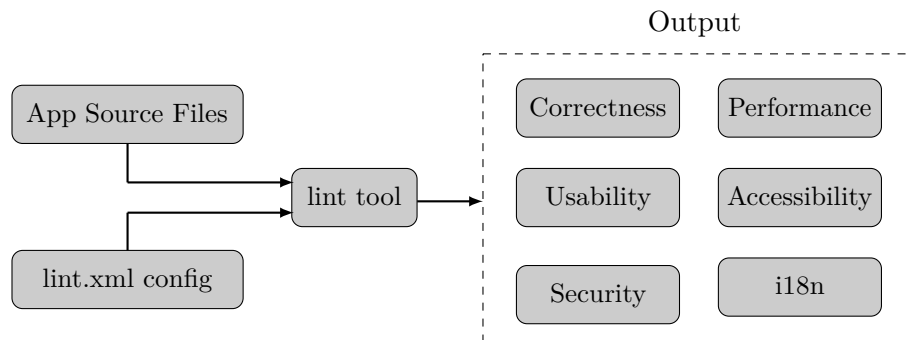 Output
App Source Files
Correctness
Performance
lint tool
Usability
Accessibility
lint.xml config
Security
i18n